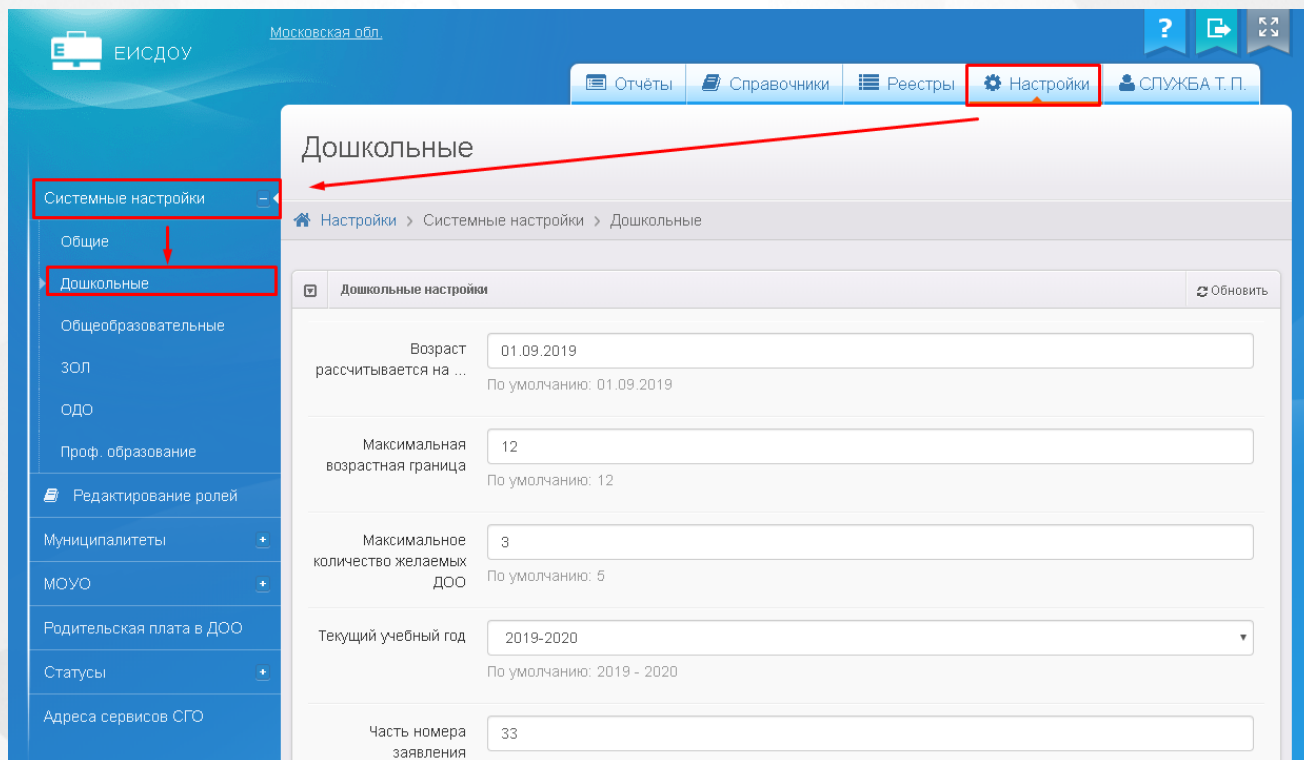 Е
ЕИСДОУ
Московская обл.
?
Отчёты
Справочники
Реестры
Настройки
СЛУЖБА Т. П.
Дошкольные
Настройки > Системные настройки > Дошкольные
Системные настройки
Общие
Дошкольные
Общеобразовательные
ЗОЛ
ОДО
Проф. образование
Редактирование ролей
Муниципалитеты
МОУО
Родительская плата в ДОО
Статусы
Адреса сервисов СГО
Дошкольные настройки
Обновить
Возраст
рассчитывается на ...
01.09.2019
По умолчанию: 01.09.2019
Максимальная
возрастная граница
12
По умолчанию: 12
Максимальное
количество желаемых
ДОО
3
По умолчанию: 5
Текущий учебный год
2019-2020
По умолчанию: 2019 - 2020
Часть номера
заявления
33